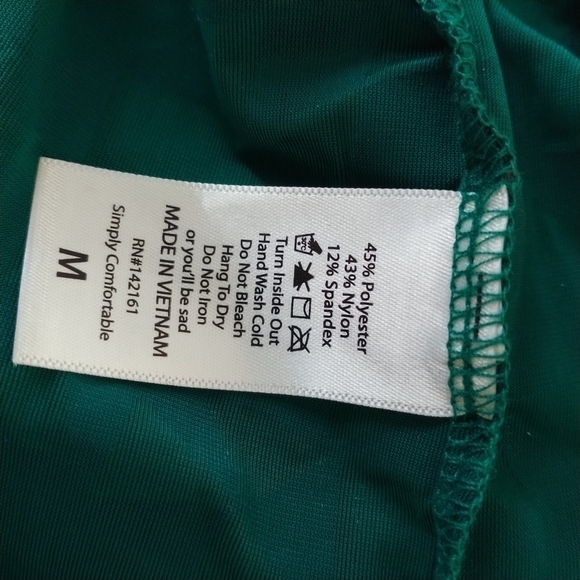 45% Polyester
43% Nylon
12% Spandex
30°C
Turn Inside Out
Hand Wash Cold
Do Not Bleach
Hang To Dry
Do Not Iron
or you'll be sad
MADE IN VIETNAM
RN#142161
Simply Comfortable
M